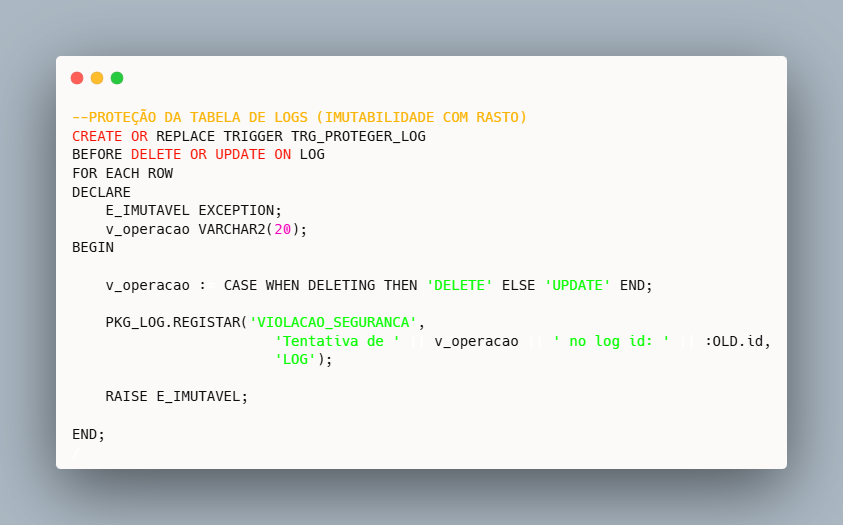 --PROTEÇÃO DA TABELA DE LOGS (IMUTABILIDADE COM RASTO)
CREATE OR REPLACE TRIGGER TRG_PROTEGER_LOG
BEFORE DELETE OR UPDATE ON LOG
FOR EACH ROW
DECLARE
    E_IMUTAVEL EXCEPTION;
    v_operacao VARCHAR2(20);
BEGIN
    v_operacao := CASE WHEN DELETING THEN 'DELETE' ELSE 'UPDATE' END;
    PKG_LOG.REGISTAR('VIOLACAO_SEGURANCA',
                        'Tentativa de ' || v_operacao || ' no log id: ' || :OLD.id,
                        'LOG');
    RAISE E_IMUTAVEL;
END;
/